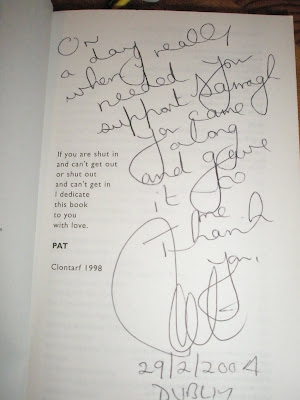 On
a day really
when I
needed you
support
you came
along
and gave
it to
me
Thank
you.
If you are shut in
and can't get out
or shut out
and can't get in
I dedicate
this book
to you
with love.
PAT
Clontarf 1998
29/2/2004
DUBLIN